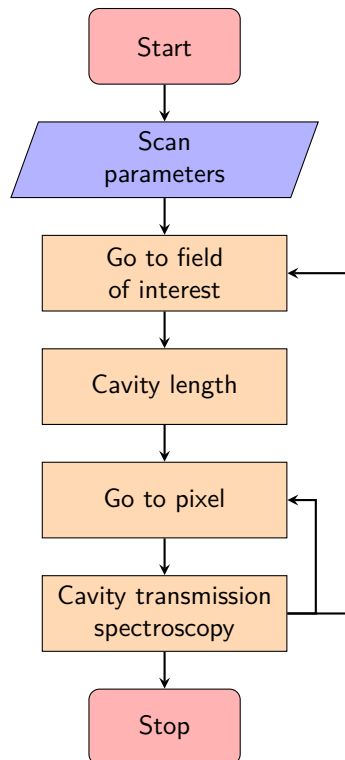 Start
Scan
parameters
Go to field
of interest
Cavity length
Go to pixel
Cavity transmission
spectroscopy
Stop